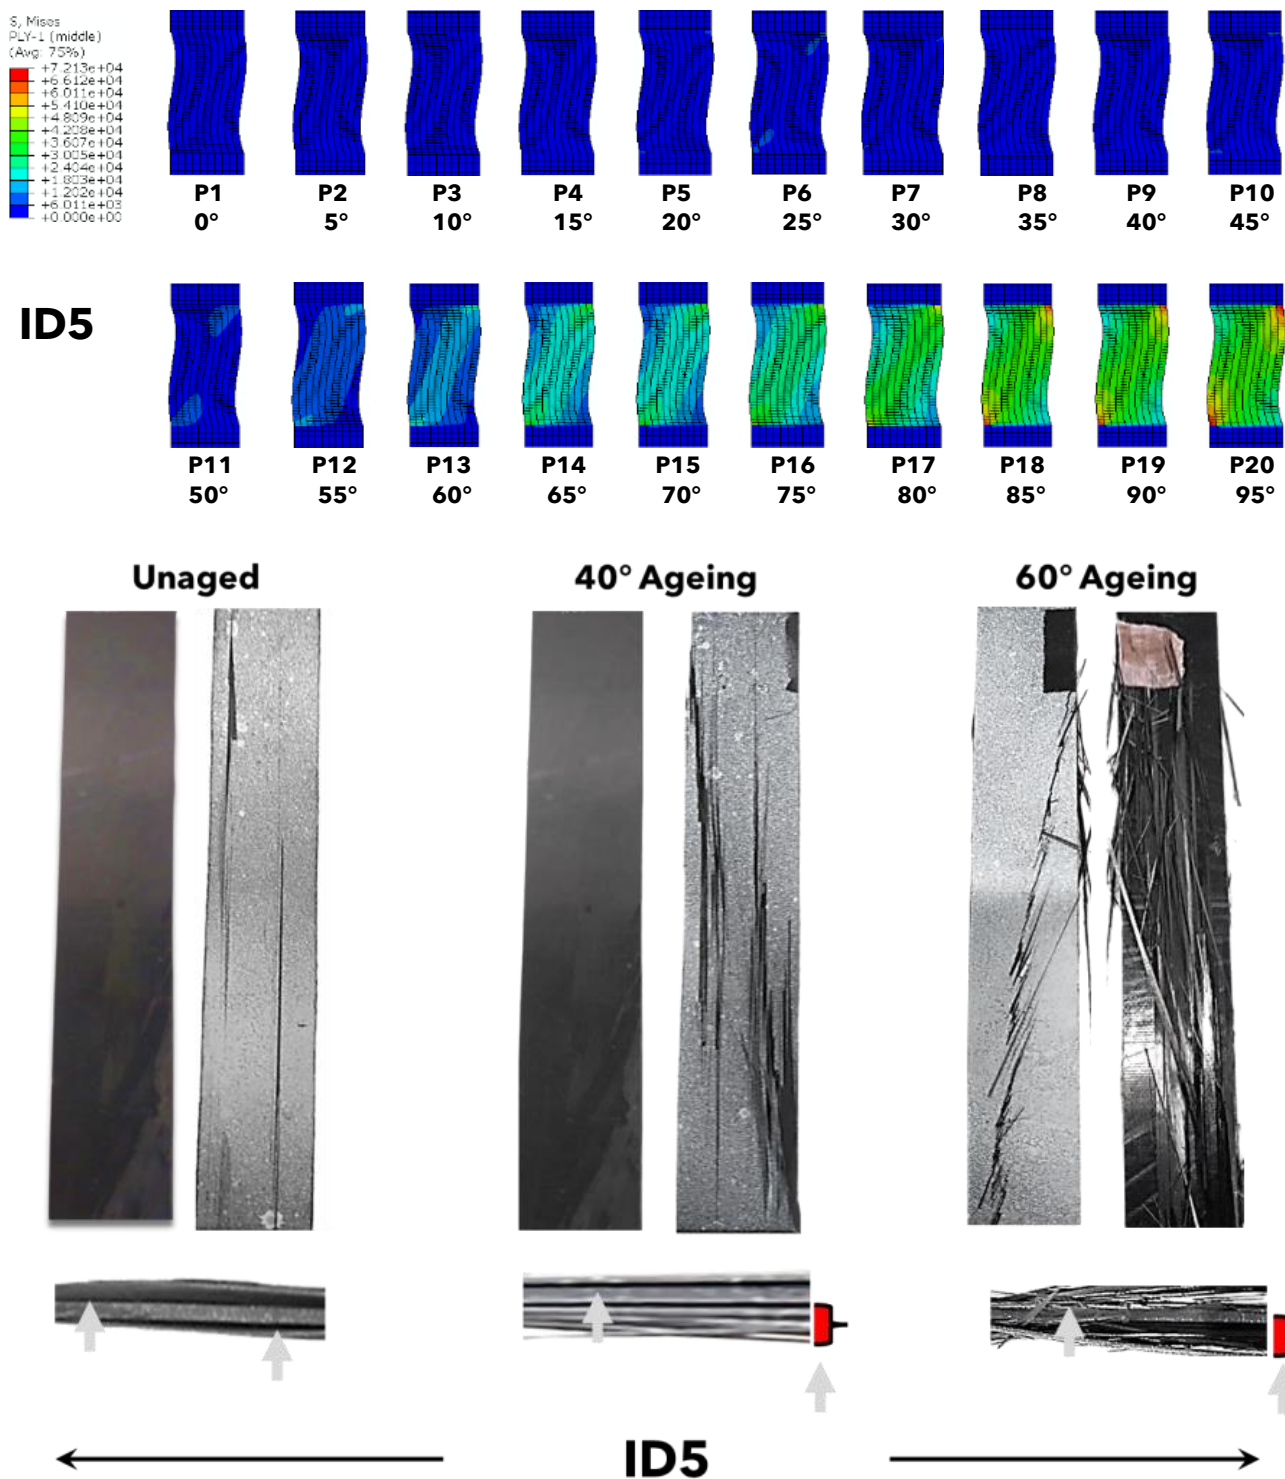 S, Mises
PLY-1 (middle)
(Avg: 75%)
+7.213e+04
+6.612e+04
+6.011e+04
+5.410e+04
+4.809e+04
+4.208e+04
+3.607e+04
+3.005e+04
+2.404e+04
+1.803e+04
+1.202e+04
+6.011e+03
+0.000e+00
P1 P2 P3 P4 P5 P6 P7 P8 P9 P10
0° 5° 10° 15° 20° 25° 30° 35° 40° 45°
ID5
P11 P12 P13 P14 P15 P16 P17 P18 P19 P20
50° 55° 60° 65° 70° 75° 80° 85° 90° 95°
Unaged 40° Ageing 60° Ageing
ID5